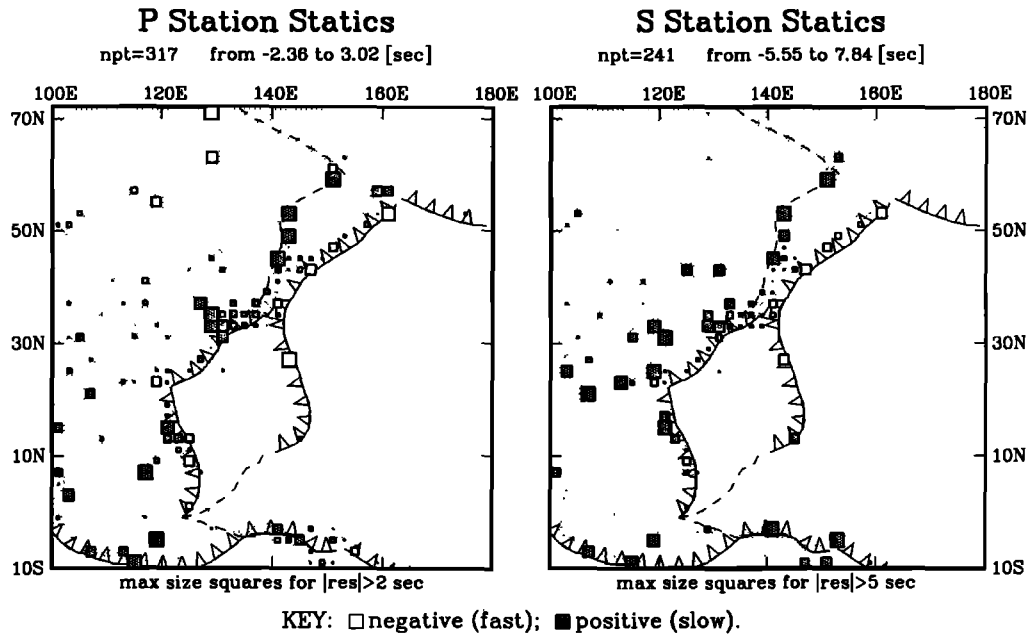 P Station Statics
npt=317 from -2.36 to 3.02 [sec]
100E 120E 140E 160E 180E
70N
50N
30N
10N
10S
max size squares for |res|>2 sec
S Station Statics
npt=241 from -5.55 to 7.84 [sec]
100E 120E 140E 160E 180E
70N
50N
30N
10N
10S
max size squares for |res|>5 sec
KEY: □ negative (fast); ■ positive (slow).